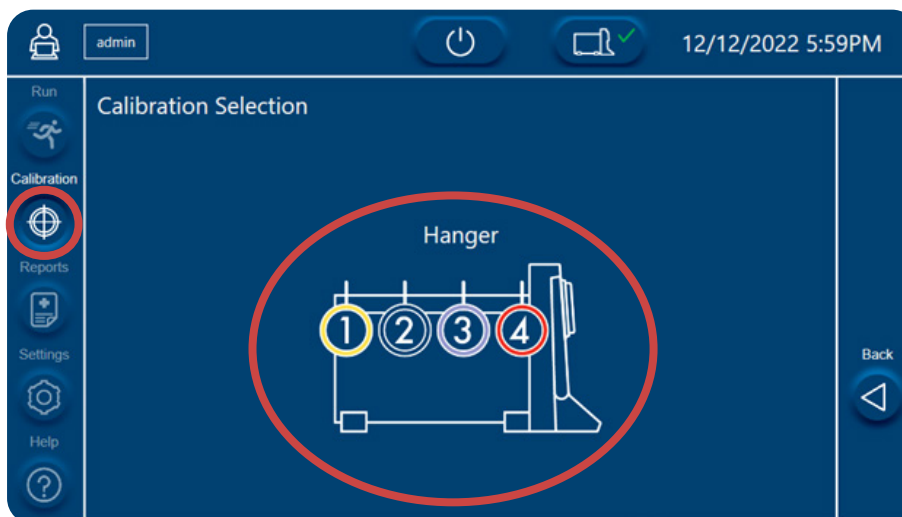 admin
12/12/2022 5:59PM
Run
Calibration Selection
Calibration
Hanger
Reports
1 2 3 4
Settings
Back
Help
?